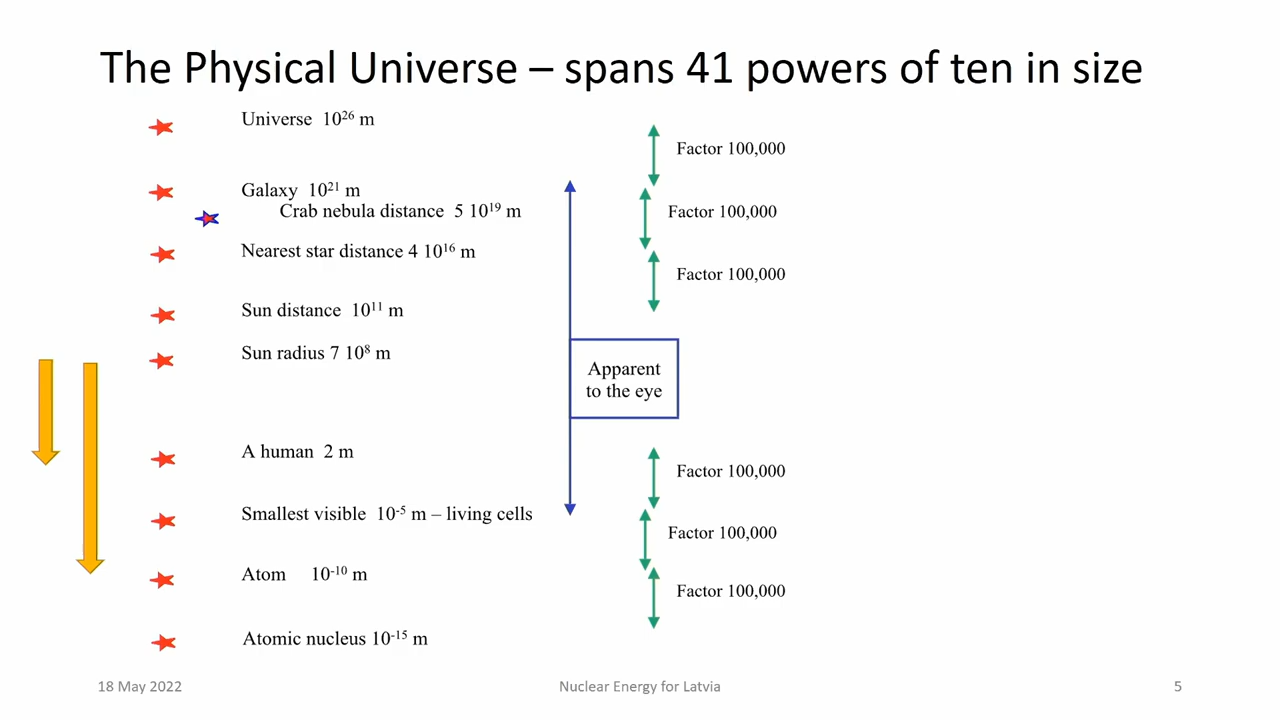 The Physical Universe – spans 41 powers of ten in size
Universe 10²⁶ m
Factor 100,000
Galaxy 10²¹ m
Crab nebula distance 5 10¹⁹ m
Factor 100,000
Nearest star distance 4 10¹⁶ m
Factor 100,000
Sun distance 10¹¹ m
Sun radius 7 10⁸ m
Apparent
to the eye
A human 2 m
Factor 100,000
Smallest visible 10⁻⁵ m – living cells
Factor 100,000
Atom 10⁻¹⁰ m
Factor 100,000
Atomic nucleus 10⁻¹⁵ m
18 May 2022
Nuclear Energy for Latvia
5